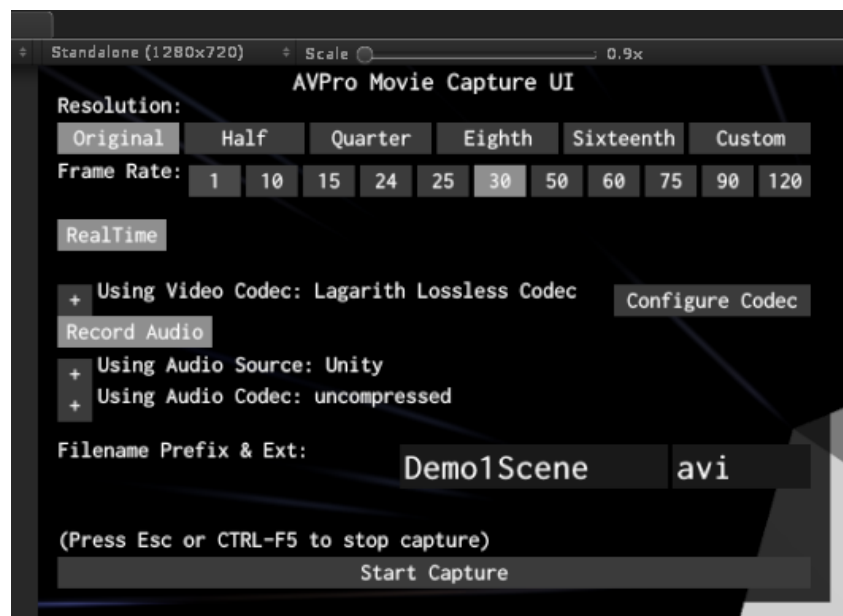 Standalone (1280x720) Scale 0.9x
AVPro Movie Capture UI
Resolution:
Original Half Quarter Eighth Sixteenth Custom
Frame Rate: 1 10 15 24 25 30 50 60 75 90 120
RealTime
+ Using Video Codec: Lagarith Lossless Codec Configure Codec
Record Audio
+ Using Audio Source: Unity
+ Using Audio Codec: uncompressed
Filename Prefix & Ext: Demo1Scene avi
(Press Esc or CTRL-F5 to stop capture)
Start Capture